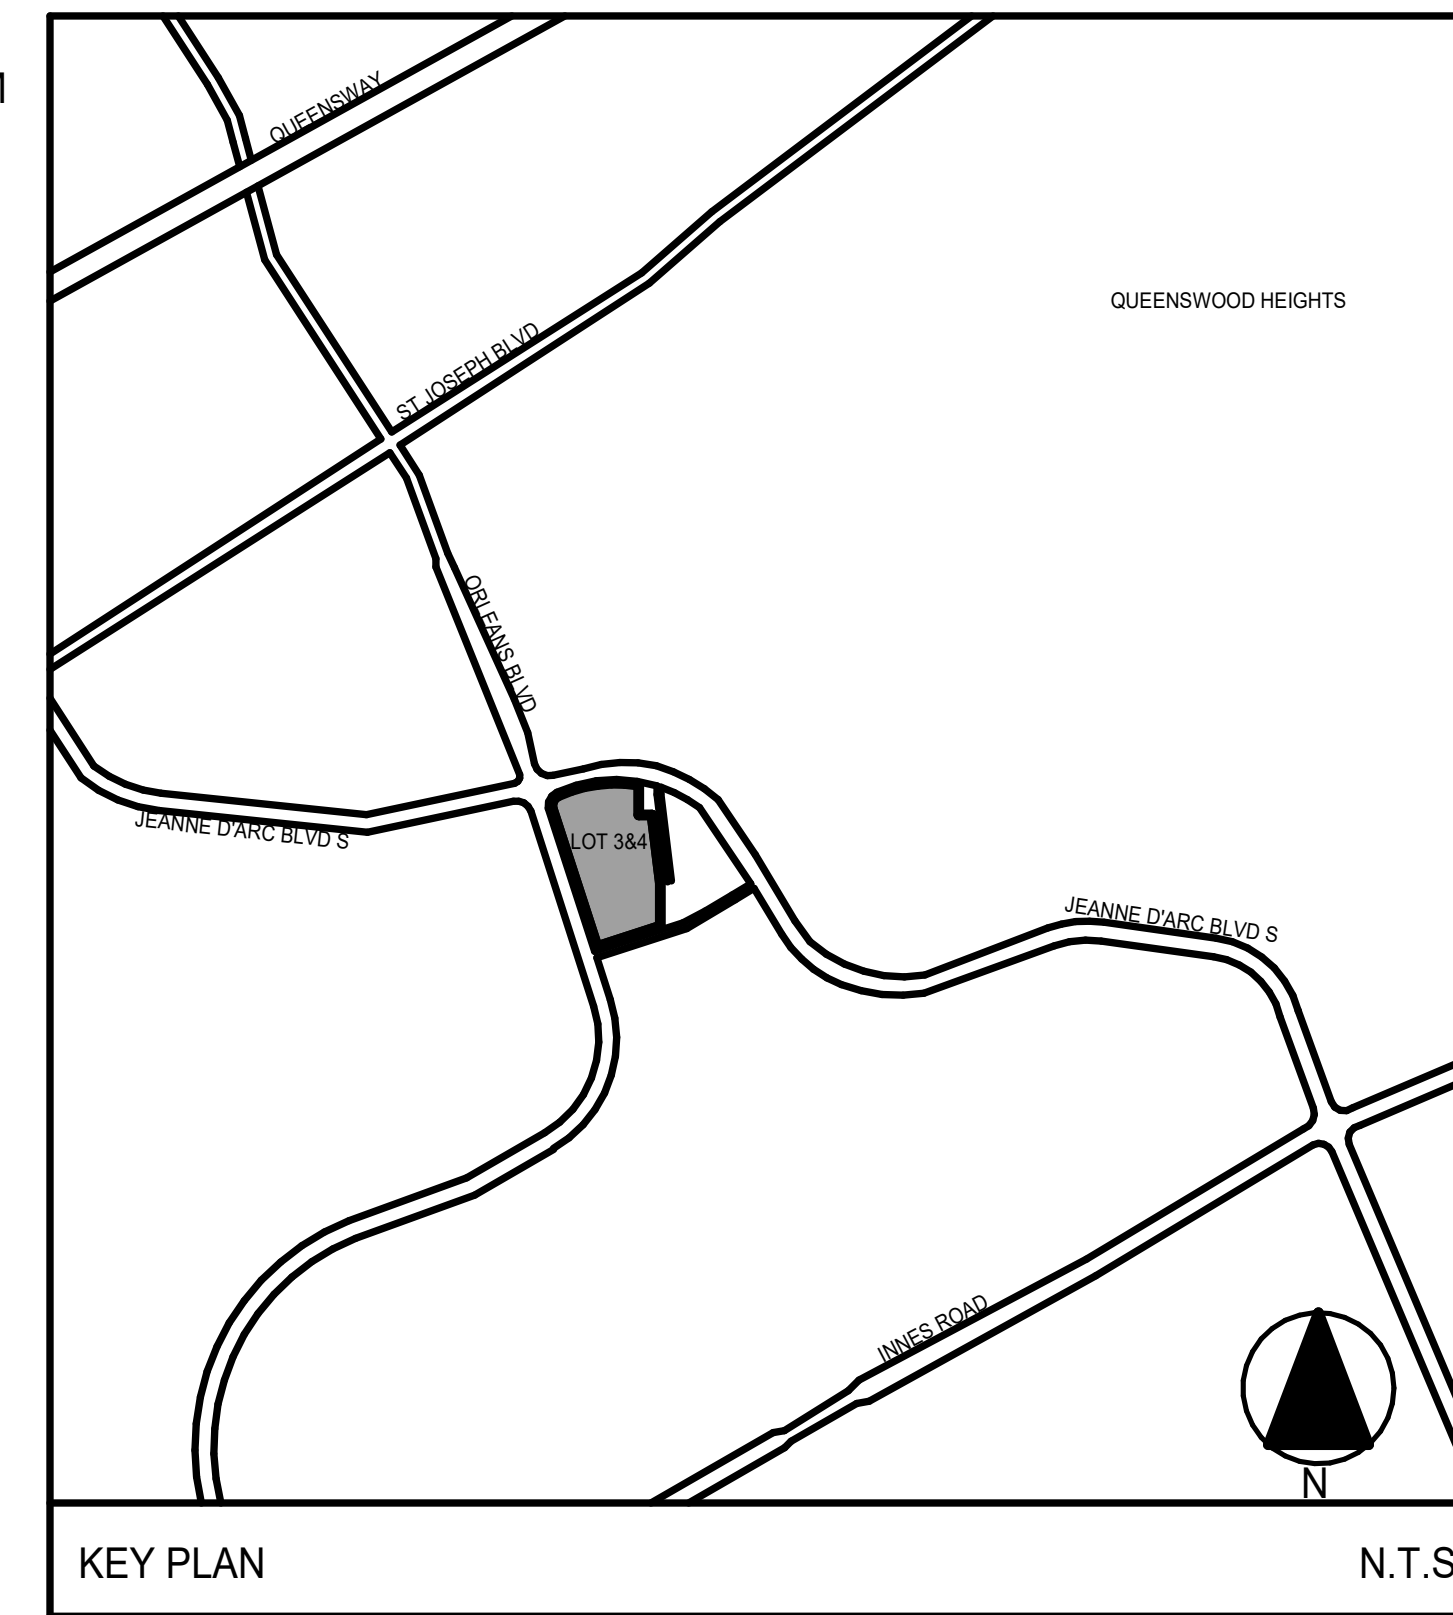 QUEENSWAY
QUEENSWOOD HEIGHTS
ST JOSEPH BLVD
ORLEANS BLVD
JEANNE D'ARC BLVD S
LOT 3&4
JEANNE D'ARC BLVD S
INNES ROAD
N
KEY PLAN
N.T.S